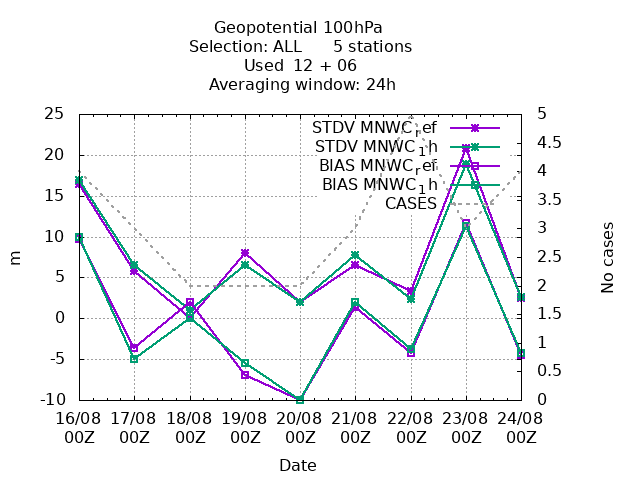 Geopotential 100hPa
Selection: ALL 5 stations
Used 12 + 06
Averaging window: 24h
25
20
15
10
5
0
-5
-10
m
5
4.5
4
3.5
3
2.5
2
1.5
1
0.5
0
No cases
STDV MNWC_ref
STDV MNWC_1h
BIAS MNWC_ref
BIAS MNWC_1h
CASES
16/08 17/08 18/08 19/08 20/08 21/08 22/08 23/08 24/08
00Z 00Z 00Z 00Z 00Z 00Z 00Z 00Z 00Z
Date